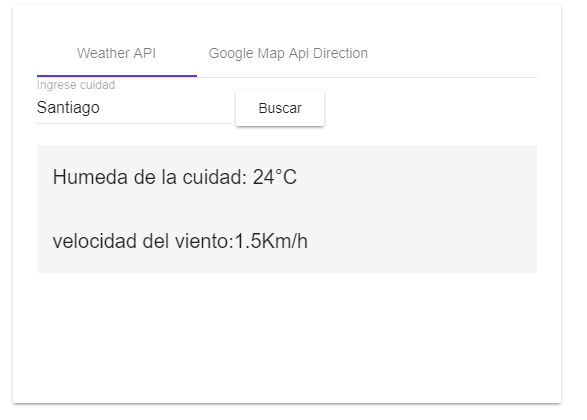 Weather API
Google Map Api Direction
Ingrese cuidad
Santiago
Buscar
Humeda de la cuidad: 24°C
velocidad del viento:1.5Km/h